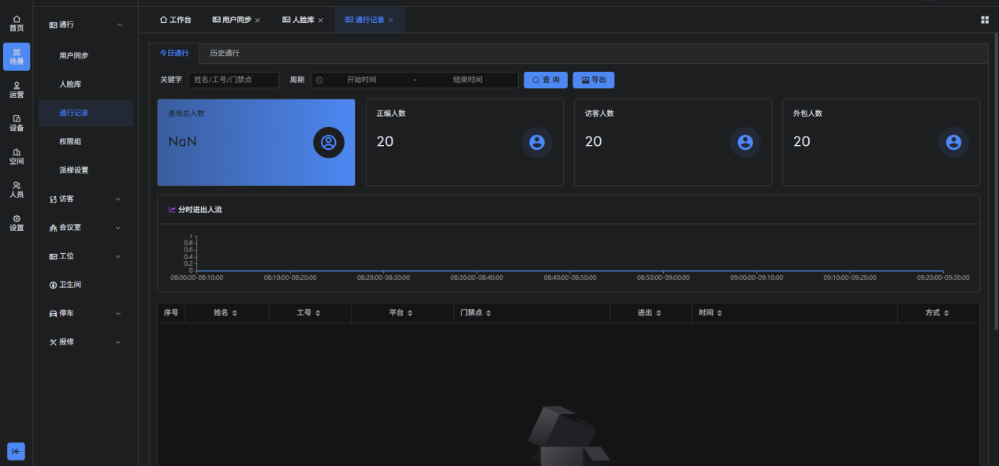 首页
场景
运营
设备
空间
人员
设置
通行
用户同步
人脸库
通行记录
权限组
派梯设置
访客
会议室
工位
卫生间
停车
报修
工作台 用户同步 人脸库 通行记录
今日通行 历史通行
关键字 姓名/工号/门禁点 周期 开始时间 - 结束时间 查 询 导出
进场总人数 正编人数 访客人数 外包人数
NaN 20 20 20
分时进出人流
1
0.8
0.6
0.4
0.2
0
08:00:00-08:10:00 08:10:00-08:20:00 08:20:00-08:30:00 08:30:00-08:40:00 08:40:00-08:50:00 08:50:00-09:00:00 09:00:00-09:10:00 09:10:00-09:20:00 09:20:00-09:30:00
序号 姓名 工号 平台 门禁点 进出 时间 方式